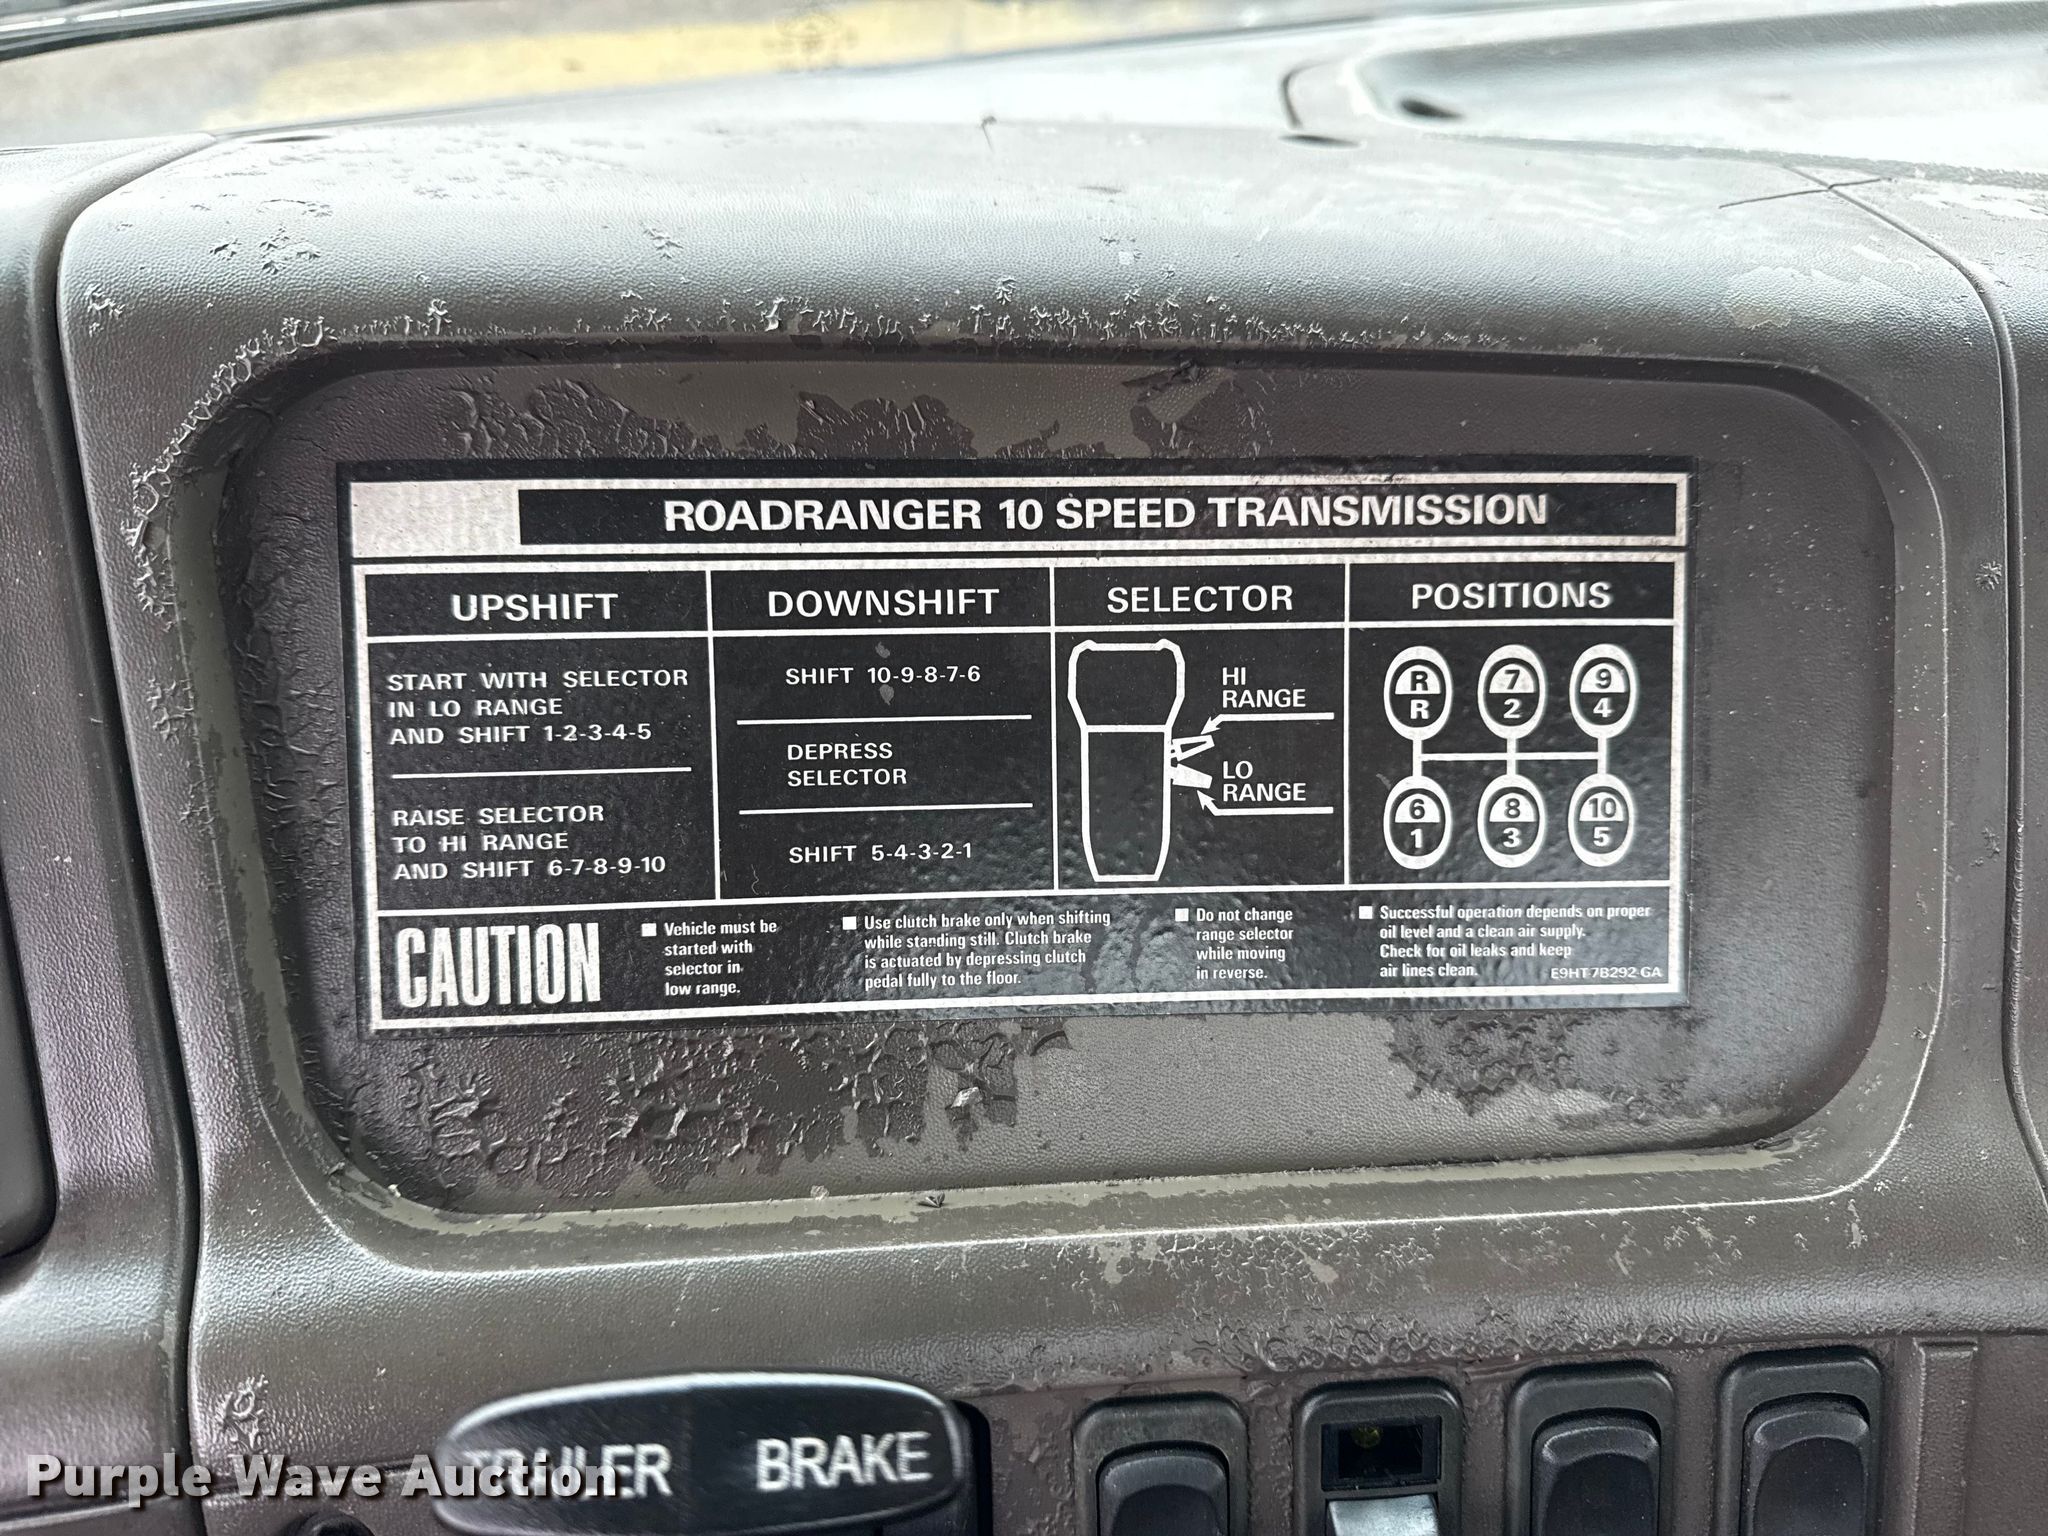 ROADRANGER 10 SPEED TRANSMISSION
UPSHIFT
START WITH SELECTOR
IN LO RANGE
AND SHIFT 1-2-3-4-5
RAISE SELECTOR
TO HI RANGE
AND SHIFT 6-7-8-9-10
DOWNSHIFT
SHIFT 10-9-8-7-6
DEPRESS
SELECTOR
SHIFT 5-4-3-2-1
SELECTOR
HI
RANGE
LO
RANGE
POSITIONS
R 7 9
R 2 4
6 8 10
1 3 5
CAUTION
Vehicle must be
started with
selector in
low range.
Use clutch brake only when shifting
while standing still. Clutch brake
is actuated by depressing clutch
pedal fully to the floor.
Do not change
range selector
while moving
in reverse.
Successful operation depends on proper
oil level and a clean air supply.
Check for oil leaks and keep
air lines clean.
E9HT-7B292-GA
TRAILER BRAKE
Purple Wave Auction